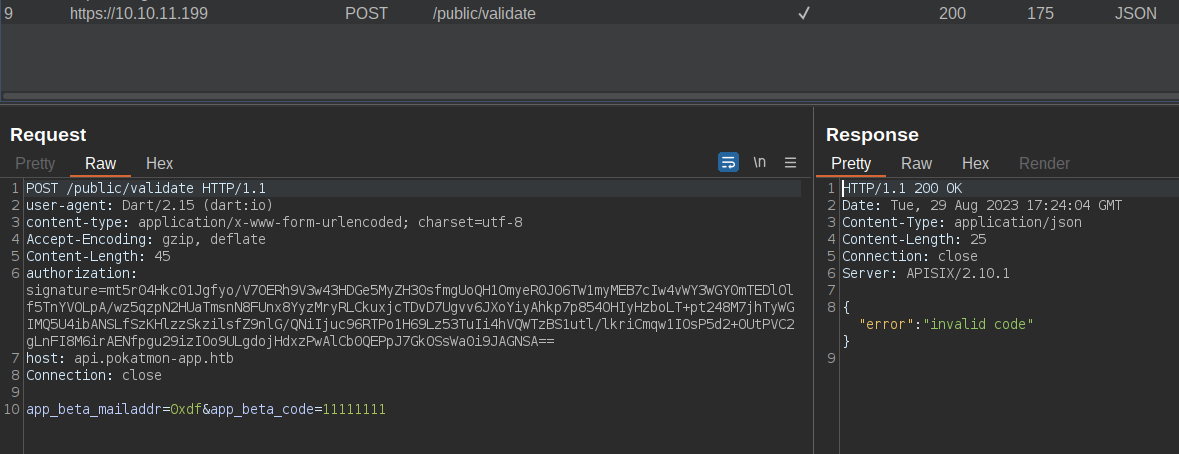 9 https://10.10.11.199 POST /public/validate ✓ 200 175 JSON
Request
Pretty Raw Hex \n
1 POST /public/validate HTTP/1.1
2 user-agent: Dart/2.15 (dart:io)
3 content-type: application/x-www-form-urlencoded; charset=utf-8
4 Accept-Encoding: gzip, deflate
5 Content-Length: 45
6 authorization:
signature=mt5r04Hkc01Jgfyo/V7OERh9V3w43HDGe5MyZH3OsfmgUoQH1OmyeROJO6TW1myMEB7cIw4vWY3WGYOmTEDlOl
f5TnYVOLpA/wz5qzpN2HUaTmsnN8FUnx8YyzMryRLCkuxjcTDvD7Ugvv6JXoYiyAhkp7p854OHIyHzboLT+pt248M7jhTyWG
IMQ5U4ibANSLfSzKHlzzSkzilsfZ9nlG/QNiIjuc96RTPo1H69Lz53TuIi4hVQWTzBS1utl/lkriCmqw1IOsP5d2+OUtPVC2
gLnFI8M6irAENfpgu29izIOo9ULgdojHdxzPwAlCb0QEPpJ7GkOSsWa0i9JAGNSA==
7 host: api.pokatmon-app.htb
8 Connection: close
9
10 app_beta_mailaddr=0xdf&app_beta_code=11111111
Response
Pretty Raw Hex Render
1 HTTP/1.1 200 OK
2 Date: Tue, 29 Aug 2023 17:24:04 GMT
3 Content-Type: application/json
4 Content-Length: 25
5 Connection: close
6 Server: APISIX/2.10.1
7
8 {
"error":"invalid code"
}
9